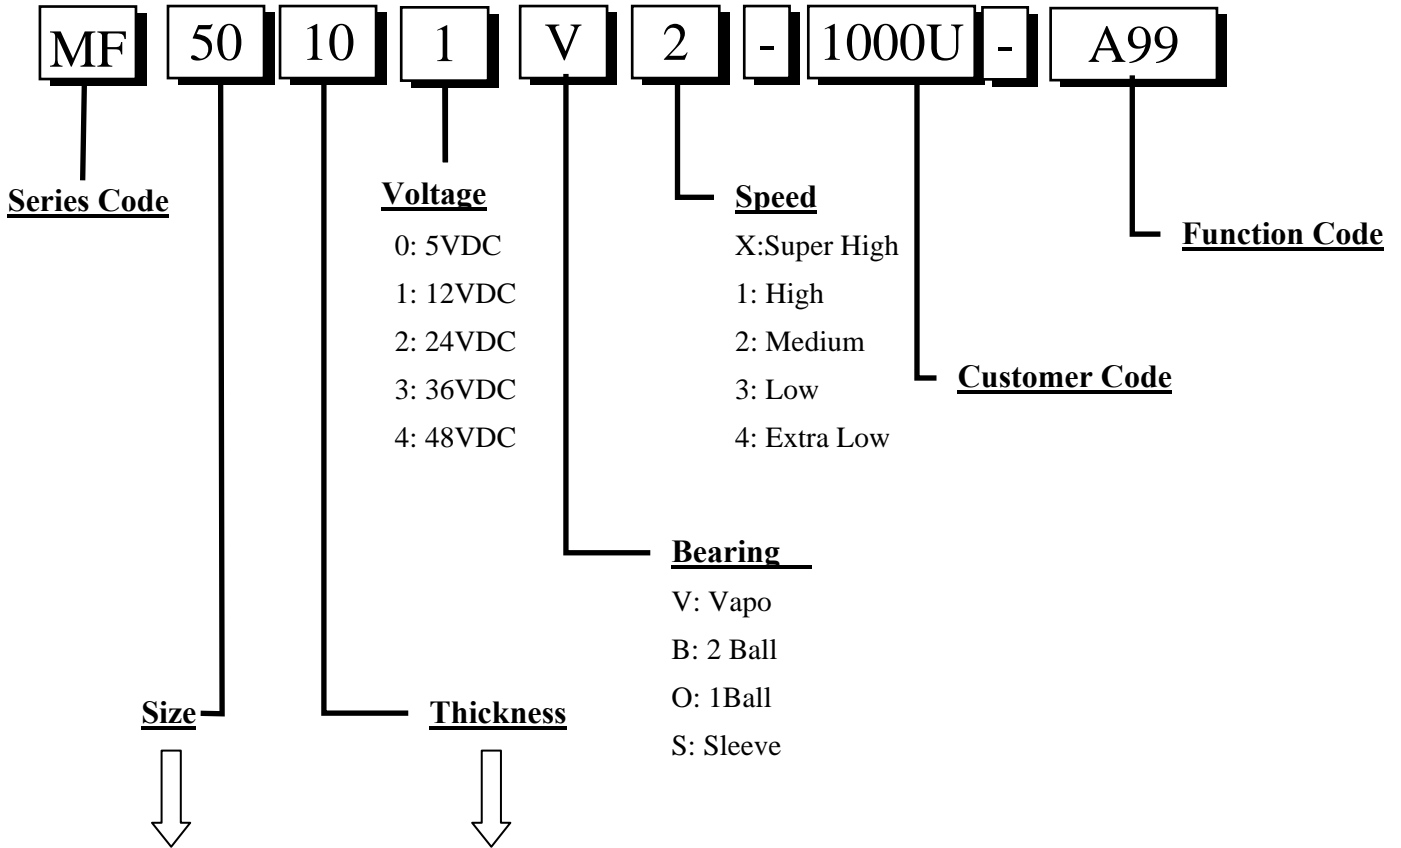 MF 50 10 1 V 2 - 1000U - A99
Series Code
Voltage
0: 5VDC
1: 12VDC
2: 24VDC
3: 36VDC
4: 48VDC
Speed
X:Super High
1: High
2: Medium
3: Low
4: Extra Low
Function Code
Customer Code
Bearing
V: Vapo
B: 2 Ball
O: 1Ball
S: Sleeve
Size
Thickness